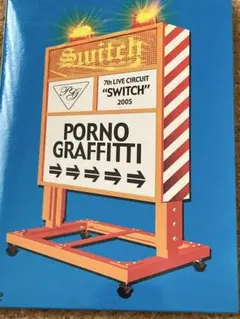 Switch
PG
7th LIVE CIRCUIT
"SWITCH"
2005
PORNO
GRAFFITTI
→→→→→